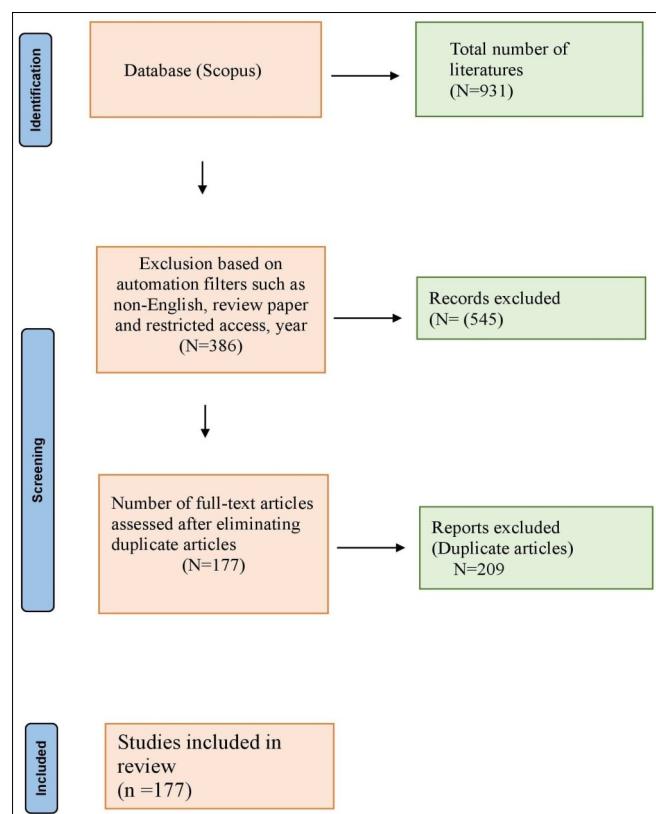 Identification
Database (Scopus)
Total number of
literatures
(N=931)
Screening
Exclusion based on
automation filters such as
non-English, review paper
and restricted access, year
(N=386)
Records excluded
(N= (545)
Number of full-text articles
assessed after eliminating
duplicate articles
(N=177)
Reports excluded
(Duplicate articles)
N=209
Included
Studies included in
review
(n =177)